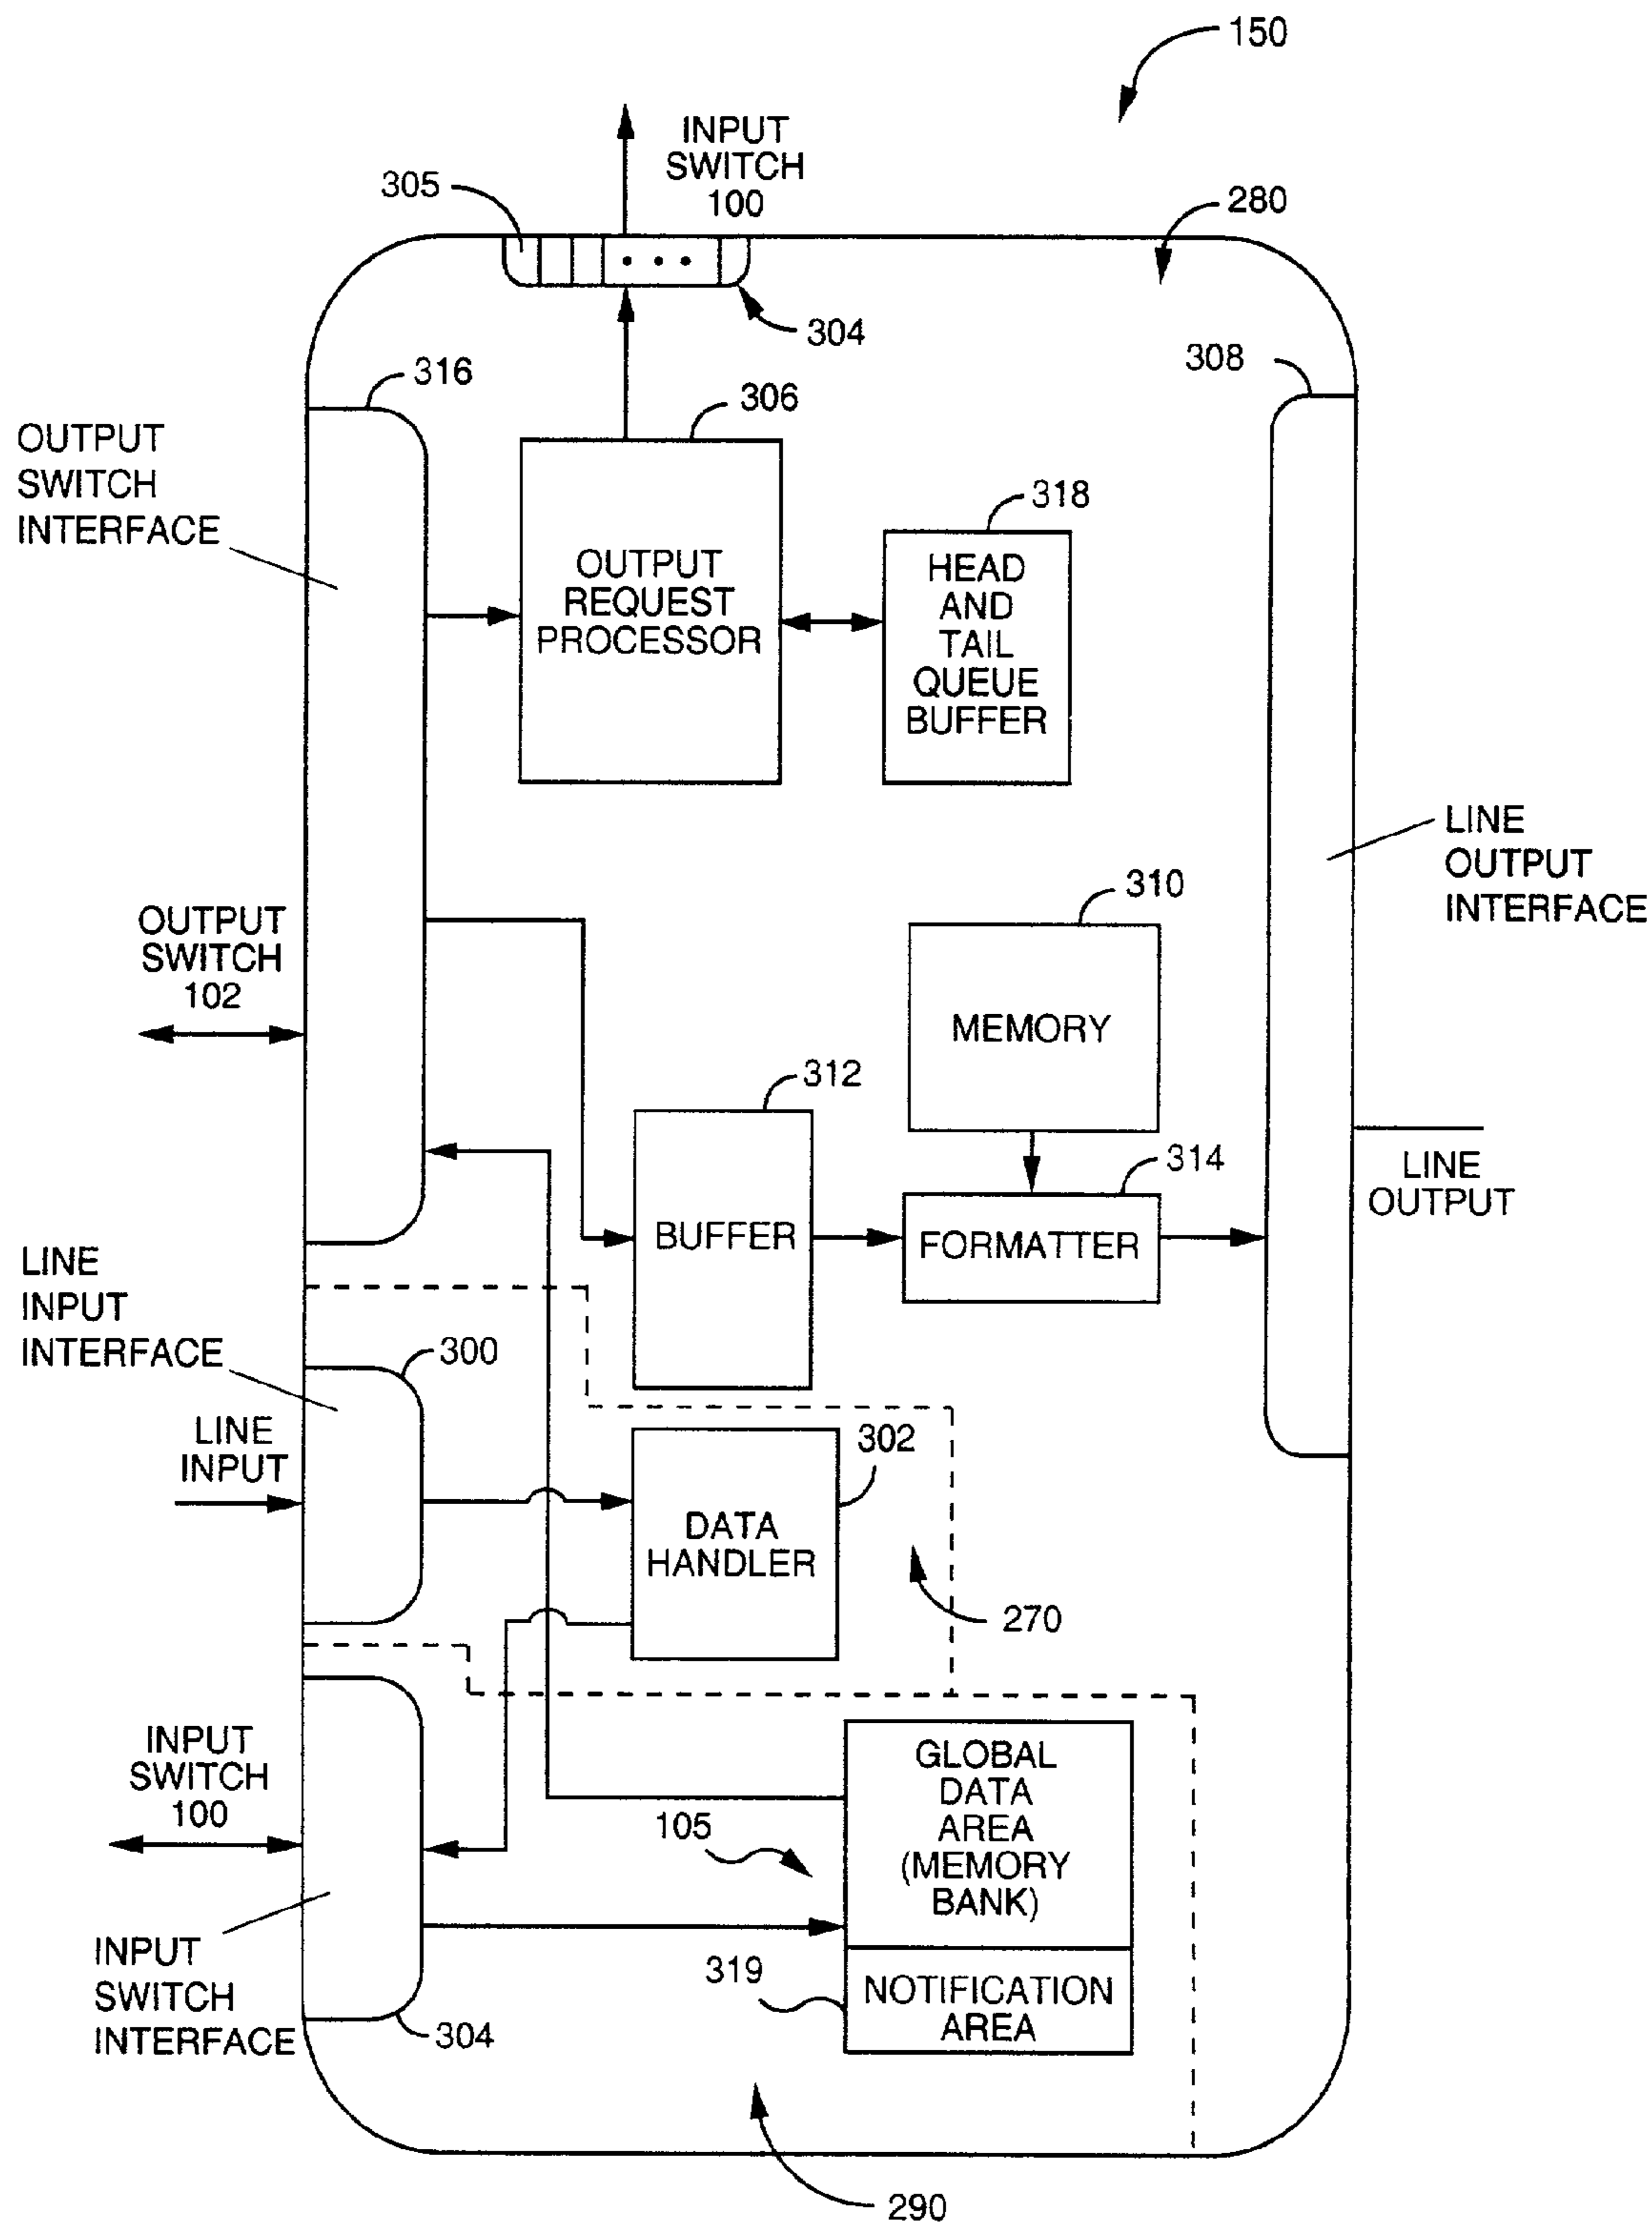 150
INPUT
SWITCH
100
305
280
304
316
308
306
OUTPUT
SWITCH
INTERFACE
318
OUTPUT
REQUEST
PROCESSOR
HEAD
AND
TAIL
QUEUE
BUFFER
LINE
OUTPUT
INTERFACE
310
OUTPUT
SWITCH
102
MEMORY
312
314
LINE
OUTPUT
BUFFER
FORMATTER
LINE
INPUT
INTERFACE
300
LINE
INPUT
302
DATA
HANDLER
270
INPUT
SWITCH
100
GLOBAL
DATA
AREA
(MEMORY
BANK)
105
INPUT
SWITCH
INTERFACE
304
319
NOTIFICATION
AREA
290